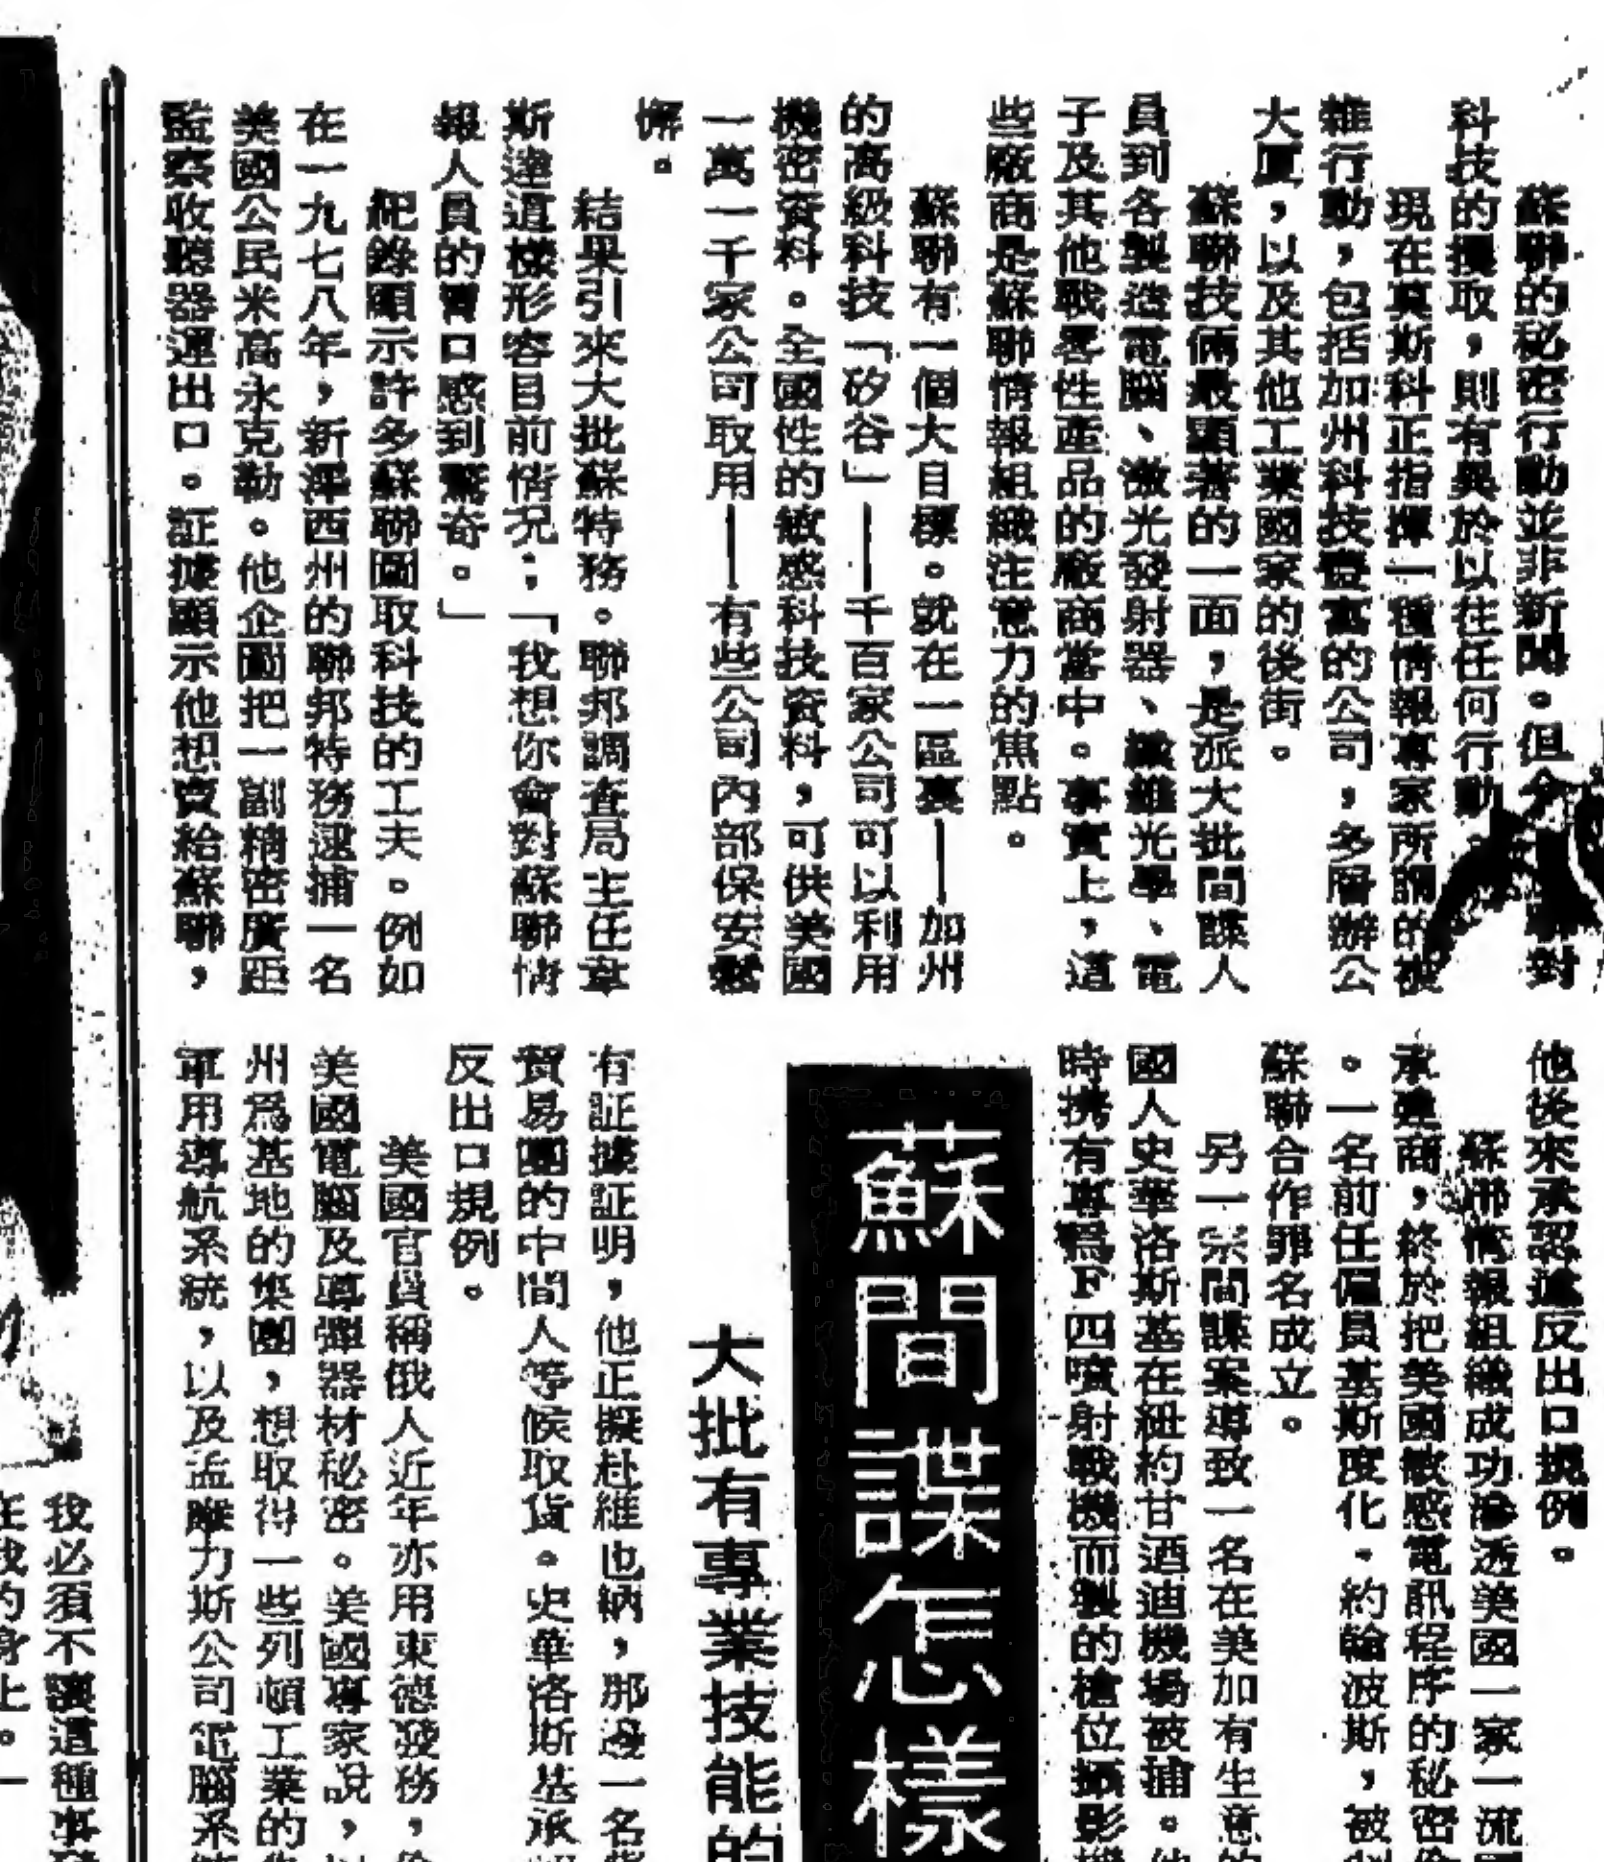 蘇聯的秘密行動並非新聞。但
對
科技的攫取，則有異於以往任何行動。
現在莫斯科正指揮一種情報專家所謂的
雜行動，包括加州科技豐富的公司，多層辦公
大厦，以及其他工業國家的後街。
蘇聯技倆最顯著的一面，是派大批間諜人
員到各製造電腦、激光發射器、纖維光學、電
子及其他戰畧性產品的廠商當中。事實上，這
些廠商是蘇聯情報組織注意力的焦點。
蘇聯有一個大目標。就在一區裏——加州
的高級科技「矽谷」——千百家公司可以利用
機密資料。全國性的敏感科技資料，可供美國
一萬一千家公司取用——有些公司內部保安鬆
懈。
結果引來大批蘇特務。聯邦調查局主任韋
斯達這樣形容目前情況；「我想你會對蘇聯情
報人員的胃口感到驚奇。」
紀錄顯示許多蘇聯圖取科技的工夫。例如
在一九七八年，新澤西州的聯邦特務逮捕一名
美國公民米高永克勒。他企圖把一副精密廣距
監察收聽器運出口。証據顯示他想賣給蘇聯，
他後來承認違反出口規例。
蘇聯情報組織成功滲透美國一家一流
承建商，終於把美國敏感電訊程序的秘密
。一名前任僱員基斯度化·約翰波斯，被
蘇聯合作罪名成立。
另一宗間諜案導致一名在美加有生意的
國人史華洛斯基在紐約甘迺迪機場被捕。他
時携有專爲F四噴射戰機而製的槍位攝影機
蘇間諜怎樣
大批有專業技能的
有証據証明，他正擬赴維也納，那邊一名
貿易團的中間人等候取貨。史華洛斯基承認
反出口規例。
美國官員稱俄人近年亦用東德發務，
美國電腦及導彈器材秘密。美國專家說，
州爲基地的集團，想取得一些列頓工業的
軍用導航系統，以及孟離力斯公司電腦系
我必須不讓這種事發
在我的身上。一